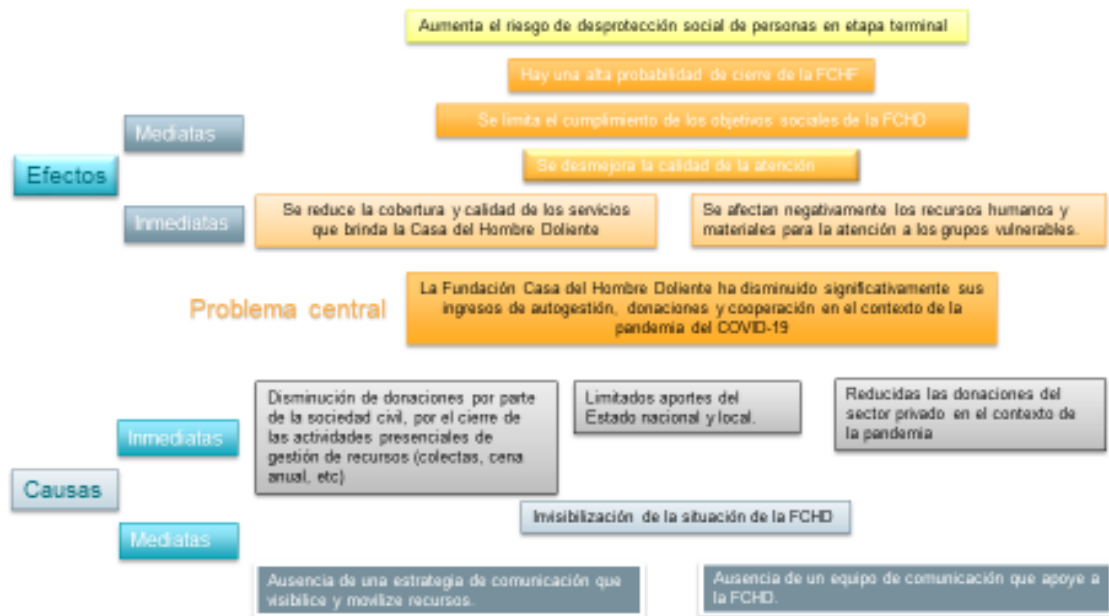 Aumenta el riesgo de desprotección social de personas en etapa terminal
Hay una alta probabilidad de cierre de la FCHF
Se limita el cumplimiento de los objetivos sociales de la FCHD
Mediatas
Se desmejora la calidad de la atención
Efectos
Inmediatas
Se reduce la cobertura y calidad de los servicios
que brinda la Casa del Hombre Doliente
Se afectan negativamente los recursos humanos y
materiales para la atención a los grupos vulnerables.
Problema central
La Fundación Casa del Hombre Doliente ha disminuido significativamente sus
ingresos de autogestión, donaciones y cooperación en el contexto de la
pandemia del COVID-19
Inmediatas
Disminución de donaciones por parte
de la sociedad civil, por el cierre de
las actividades presenciales de
gestión de recursos (colectas, cena
anual, etc)
Limitados aportes del
Estado nacional y local.
Reducidas las donaciones del
sector privado en el contexto de
la pandemia
Causas
Mediatas
Invisibilización de la situación de la FCHD
Ausencia de una estrategia de comunicación que
visibilice y movilize recursos.
Ausencia de un equipo de comunicación que apoye a
la FCHD.